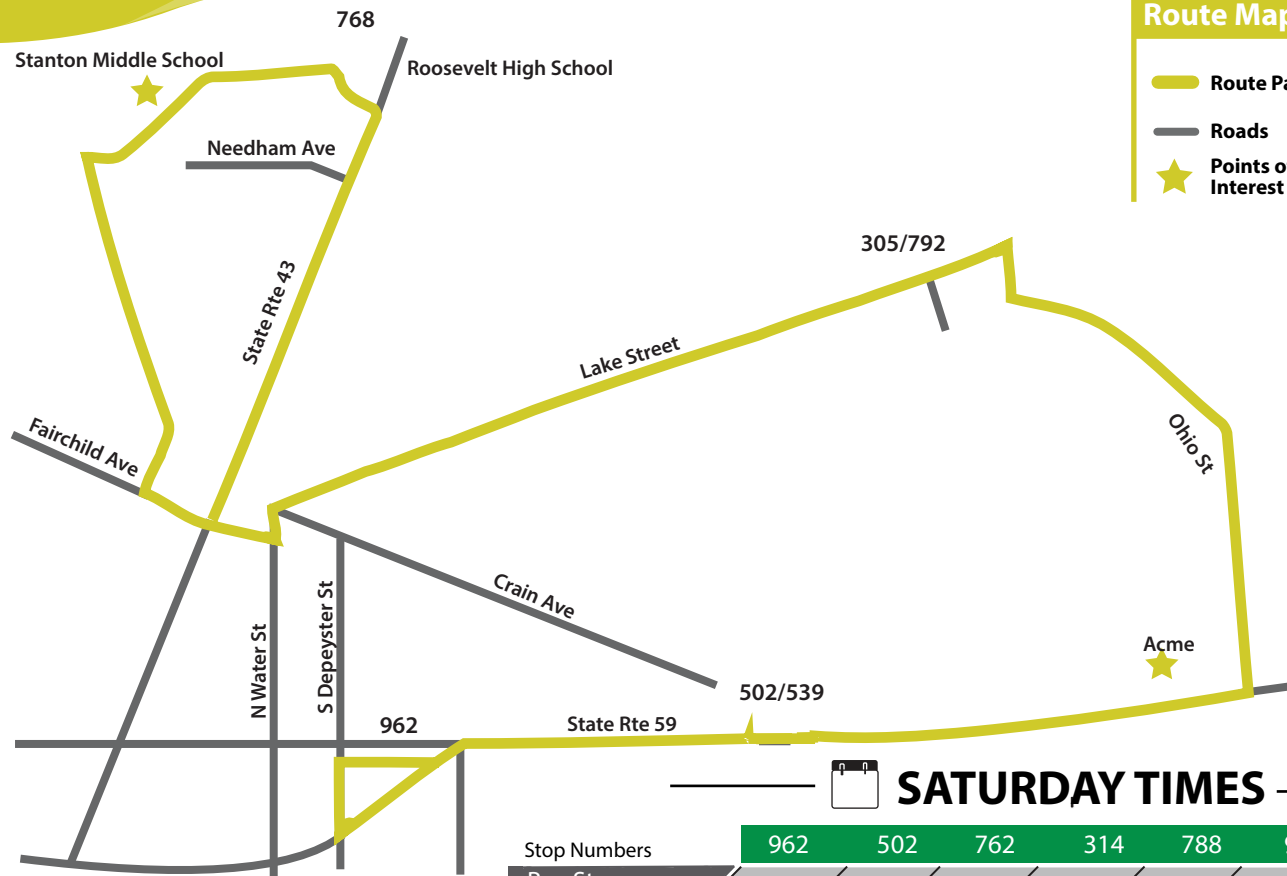 768
Route Map
Stanton Middle School
Roosevelt High School
Route Pa
Roads
Points o
Interest
Needham Ave
305/792
State Rte 43
Lake Street
Fairchild Ave
Ohio St
Crain Ave
S Depeyster St
N Water St
Acme
502/539
962
State Rte 59
SATURDAY TIMES
Stop Numbers 962 502 762 314 788